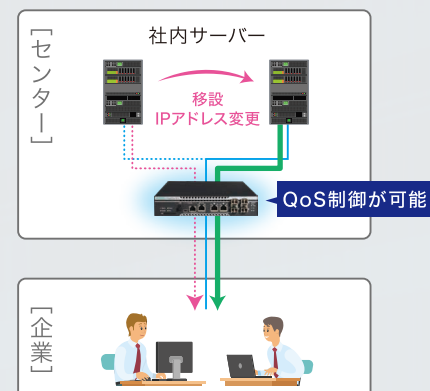 [センター]
社内サーバー
移設
IPアドレス変更
QoS制御が可能
[企業]